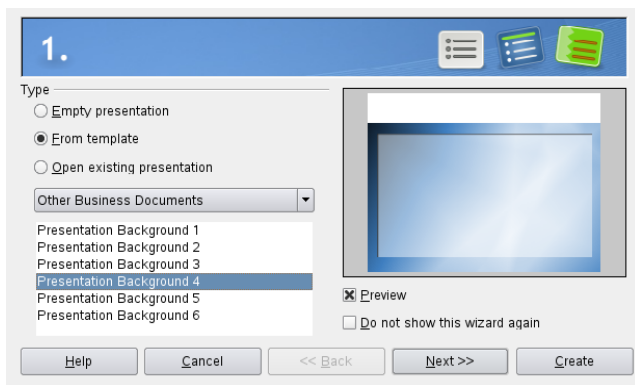 1.
Type
Empty presentation
From template
Open existing presentation
Other Business Documents
Presentation Background 1
Presentation Background 2
Presentation Background 3
Presentation Background 4
Presentation Background 5
Presentation Background 6
Preview
Do not show this wizard again
Help
Cancel
<< Back
Next >>
Create